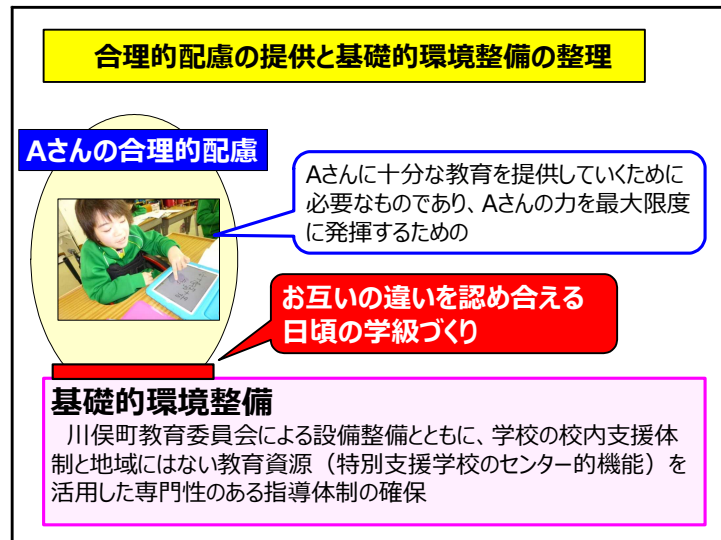 合理的配慮の提供と基礎的環境整備の整理
Aさんの合理的配慮
Aさんに十分な教育を提供していくために
必要なものであり、Aさんの力を最大限度
に発揮するための
お互いの違いを認め合える
日頃の学級づくり
基礎的環境整備
川俣町教育委員会による設備整備とともに、学校の校内支援体
制と地域にはない教育資源（特別支援学校のセンター的機能）を
活用した専門性のある指導体制の確保